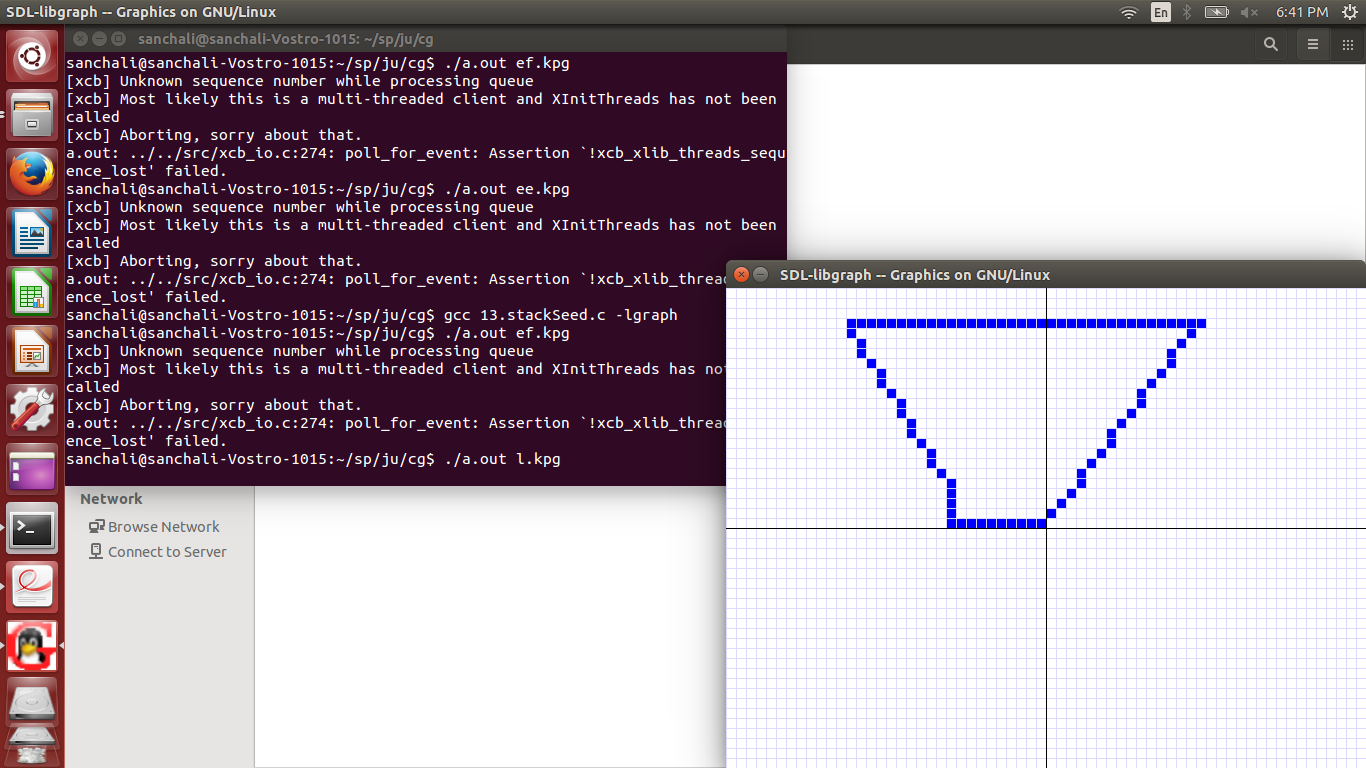 SDL-libgraph -- Graphics on GNU/Linux
En
6:41 PM
sanchali@sanchali-Vostro-1015: ~/sp/ju/cg
sanchali@sanchali-Vostro-1015:~/sp/ju/cg$ ./a.out ef.kpg
[xcb] Unknown sequence number while processing queue
[xcb] Most likely this is a multi-threaded client and XInitThreads has not been
called
[xcb] Aborting, sorry about that.
a.out: ../../src/xcb_io.c:274: poll_for_event: Assertion `!xcb_xlib_threads_sequ
ence_lost' failed.
sanchali@sanchali-Vostro-1015:~/sp/ju/cg$ ./a.out ee.kpg
[xcb] Unknown sequence number while processing queue
[xcb] Most likely this is a multi-threaded client and XInitThreads has not been
called
[xcb] Aborting, sorry about that.
a.out: ../../src/xcb_io.c:274: poll_for_event: Assertion `!xcb_xlib_threa
ence_lost' failed.
sanchali@sanchali-Vostro-1015:~/sp/ju/cg$ gcc 13.stackSeed.c -lgraph
sanchali@sanchali-Vostro-1015:~/sp/ju/cg$ ./a.out ef.kpg
[xcb] Unknown sequence number while processing queue
[xcb] Most likely this is a multi-threaded client and XInitThreads has not
called
[xcb] Aborting, sorry about that.
a.out: ../../src/xcb_io.c:274: poll_for_event: Assertion `!xcb_xlib_threa
ence_lost' failed.
sanchali@sanchali-Vostro-1015:~/sp/ju/cg$ ./a.out l.kpg
SDL-libgraph -- Graphics on GNU/Linux
Network
Browse Network
Connect to Server